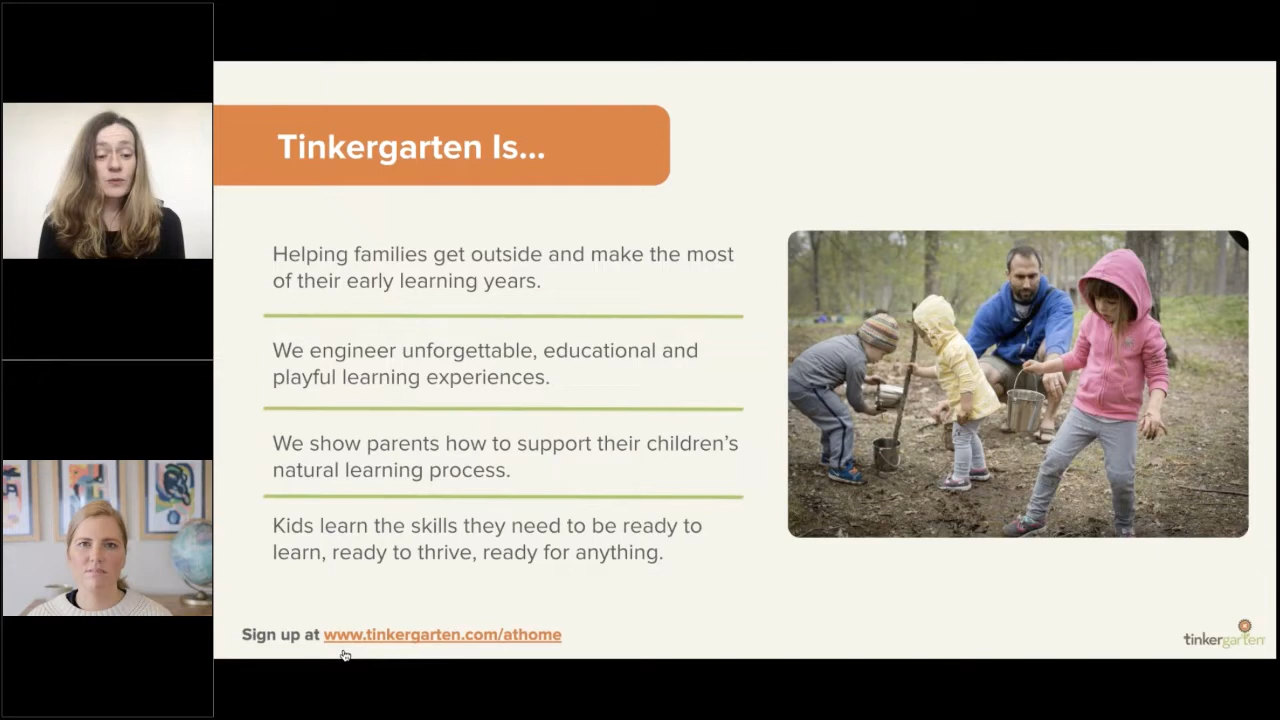 Tinkergarten Is...
Helping families get outside and make the most
of their early learning years.
We engineer unforgettable, educational and
playful learning experiences.
We show parents how to support their children’s
natural learning process.
Kids learn the skills they need to be ready to
learn, ready to thrive, ready for anything.
Sign up at www.tinkergarten.com/athome
tinkergarten